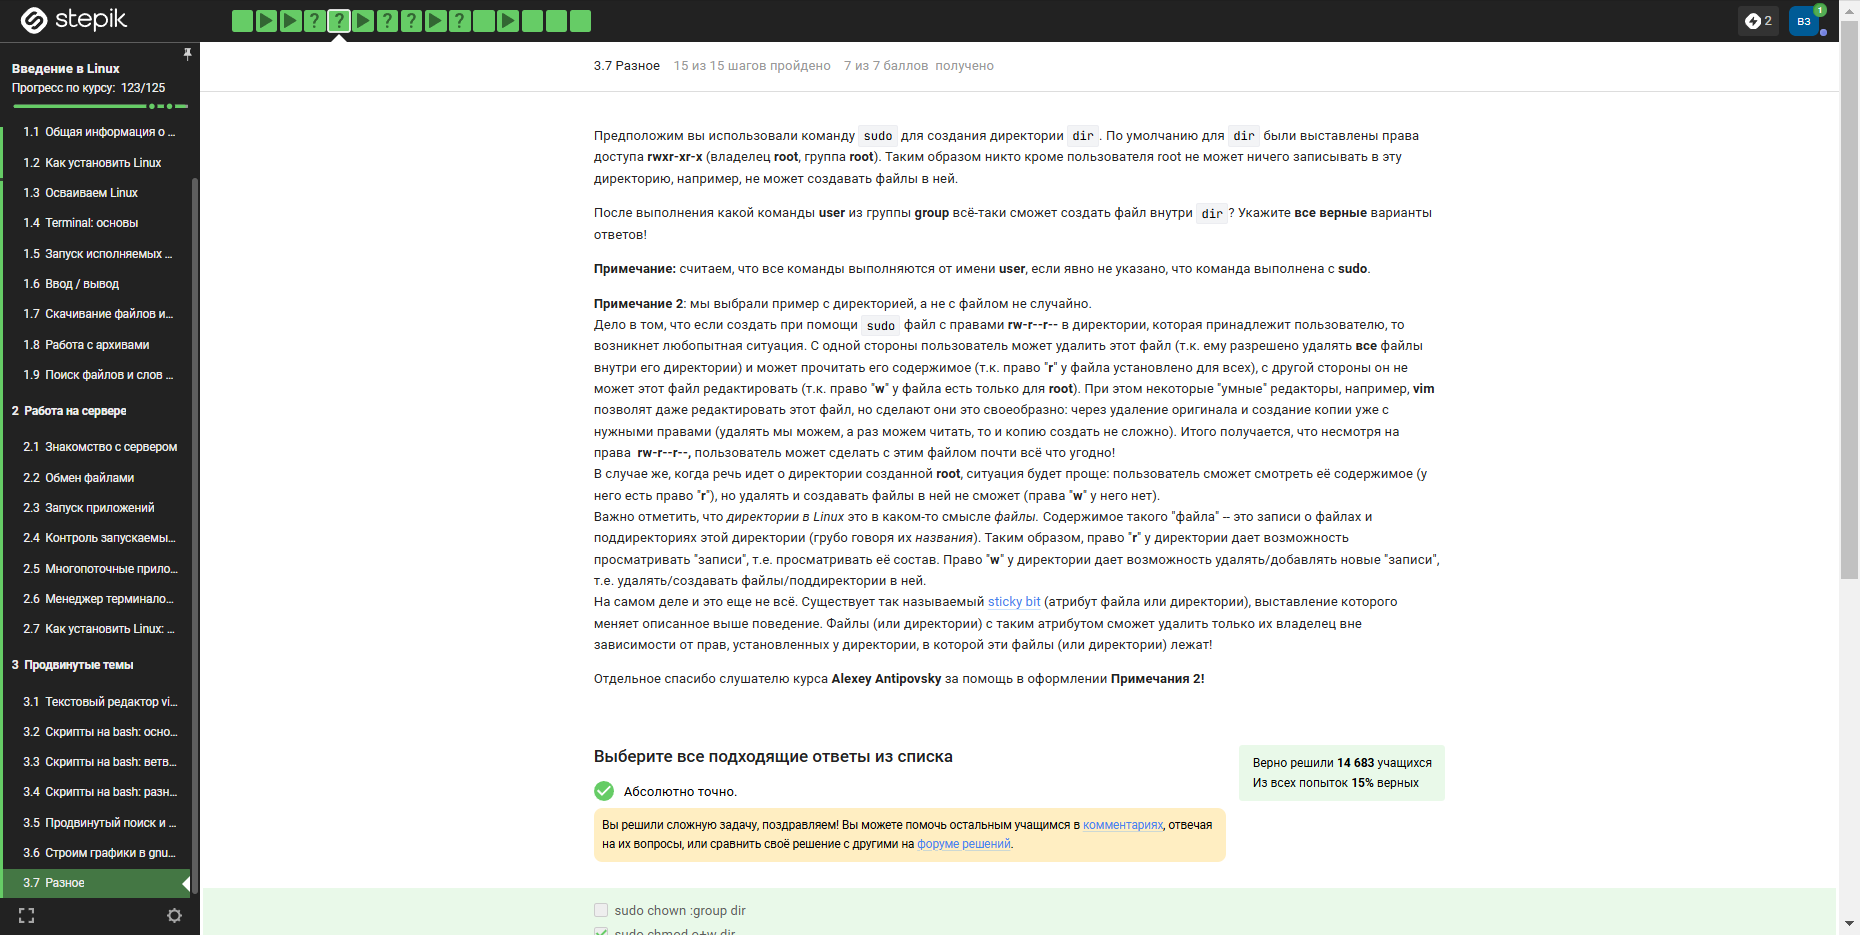 stepik
2
ВЗ
1
Введение в Linux
Прогресс по курсу: 123/125
1.1 Общая информация о ...
1.2 Как установить Linux
1.3 Осваиваем Linux
1.4 Terminal: основы
1.5 Запуск исполняемых ...
1.6 Ввод / вывод
1.7 Скачивание файлов и...
1.8 Работа с архивами
1.9 Поиск файлов и слов ...
2 Работа на сервере
2.1 Знакомство с сервером
2.2 Обмен файлами
2.3 Запуск приложений
2.4 Контроль запускаемы...
2.5 Многопоточные прило...
2.6 Менеджер терминало...
2.7 Как установить Linux: ...
3 Продвинутые темы
3.1 Текстовый редактор vi...
3.2 Скрипты на bash: осно...
3.3 Скрипты на bash: ветв...
3.4 Скрипты на bash: разн...
3.5 Продвинутый поиск и ...
3.6 Строим графики в gnu...
3.7 Разное
3.7 Разное 15 из 15 шагов пройдено 7 из 7 баллов получено
Предположим вы использовали команду sudo для создания директории dir. По умолчанию для dir были выставлены права
доступа rwxr-xr-x (владелец root, группа root). Таким образом никто кроме пользователя root не может ничего записывать в эту
директорию, например, не может создавать файлы в ней.
После выполнения какой команды user из группы group всё-таки сможет создать файл внутри dir? Укажите все верные варианты
ответов!
Примечание: считаем, что все команды выполняются от имени user, если явно не указано, что команда выполнена с sudo.
Примечание 2: мы выбрали пример с директорией, а не с файлом не случайно.
Дело в том, что если создать при помощи sudo файл с правами rw-r--r-- в директории, которая принадлежит пользователю, то
возникнет любопытная ситуация. С одной стороны пользователь может удалить этот файл (т.к. ему разрешено удалять все файлы
внутри его директории) и может прочитать его содержимое (т.к. право "r" у файла установлено для всех), с другой стороны он не
может этот файл редактировать (т.к. право "w" у файла есть только для root). При этом некоторые "умные" редакторы, например, vim
позволят даже редактировать этот файл, но сделают они это своеобразно: через удаление оригинала и создание копии уже с
нужными правами (удалять мы можем, а раз можем читать, то и копию создать не сложно). Итого получается, что несмотря на
права rw-r--r--, пользователь может сделать с этим файлом почти всё что угодно!
В случае же, когда речь идет о директории созданной root, ситуация будет проще: пользователь сможет смотреть её содержимое (у
него есть право "r"), но удалять и создавать файлы в ней не сможет (права "w" у него нет).
Важно отметить, что директории в Linux это в каком-то смысле файлы. Содержимое такого "файла" -- это записи о файлах и
поддиректориях этой директории (грубо говоря их названия). Таким образом, право "r" у директории дает возможность
просматривать "записи", т.е. просматривать её состав. Право "w" у директории дает возможность удалять/добавлять новые "записи",
т.е. удалять/создавать файлы/поддиректории в ней.
На самом деле и это еще не всё. Существует так называемый sticky bit (атрибут файла или директории), выставление которого
меняет описанное выше поведение. Файлы (или директории) с таким атрибутом сможет удалить только их владелец вне
зависимости от прав, установленных у директории, в которой эти файлы (или директории) лежат!
Отдельное спасибо слушателю курса Alexey Antipovsky за помощь в оформлении Примечания 2!
Выберите все подходящие ответы из списка
Абсолютно точно.
Верно решили 14 683 учащихся
Из всех попыток 15% верных
Вы решили сложную задачу, поздравляем! Вы можете помочь остальным учащимся в комментариях, отвечая
на их вопросы, или сравнить своё решение с другими на форуме решений.
sudo chown :group dir
sudo chmod o+w dir